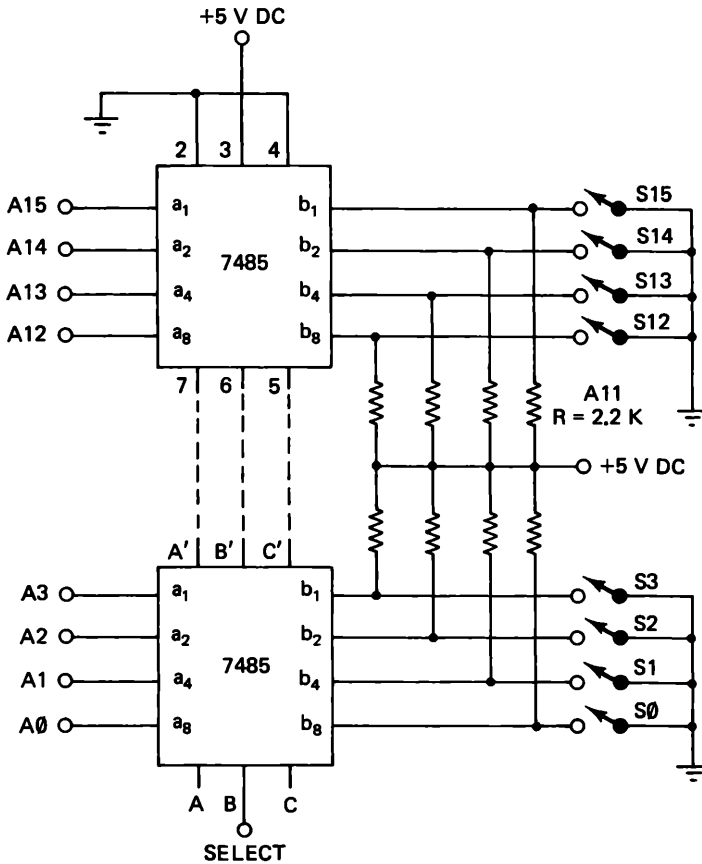 +5 V DC
2 3 4
A15 a1 b1 S15
A14 a2 b2 S14
7485
A13 a4 b4 S13
A12 a8 b8 S12
7 6 5
A11
R = 2.2 K
+5 V DC
A' B' C'
A3 a1 b1 S3
A2 a2 b2 S2
7485
A1 a4 b4 S1
AØ a8 b8 SØ
A B C
SELECT